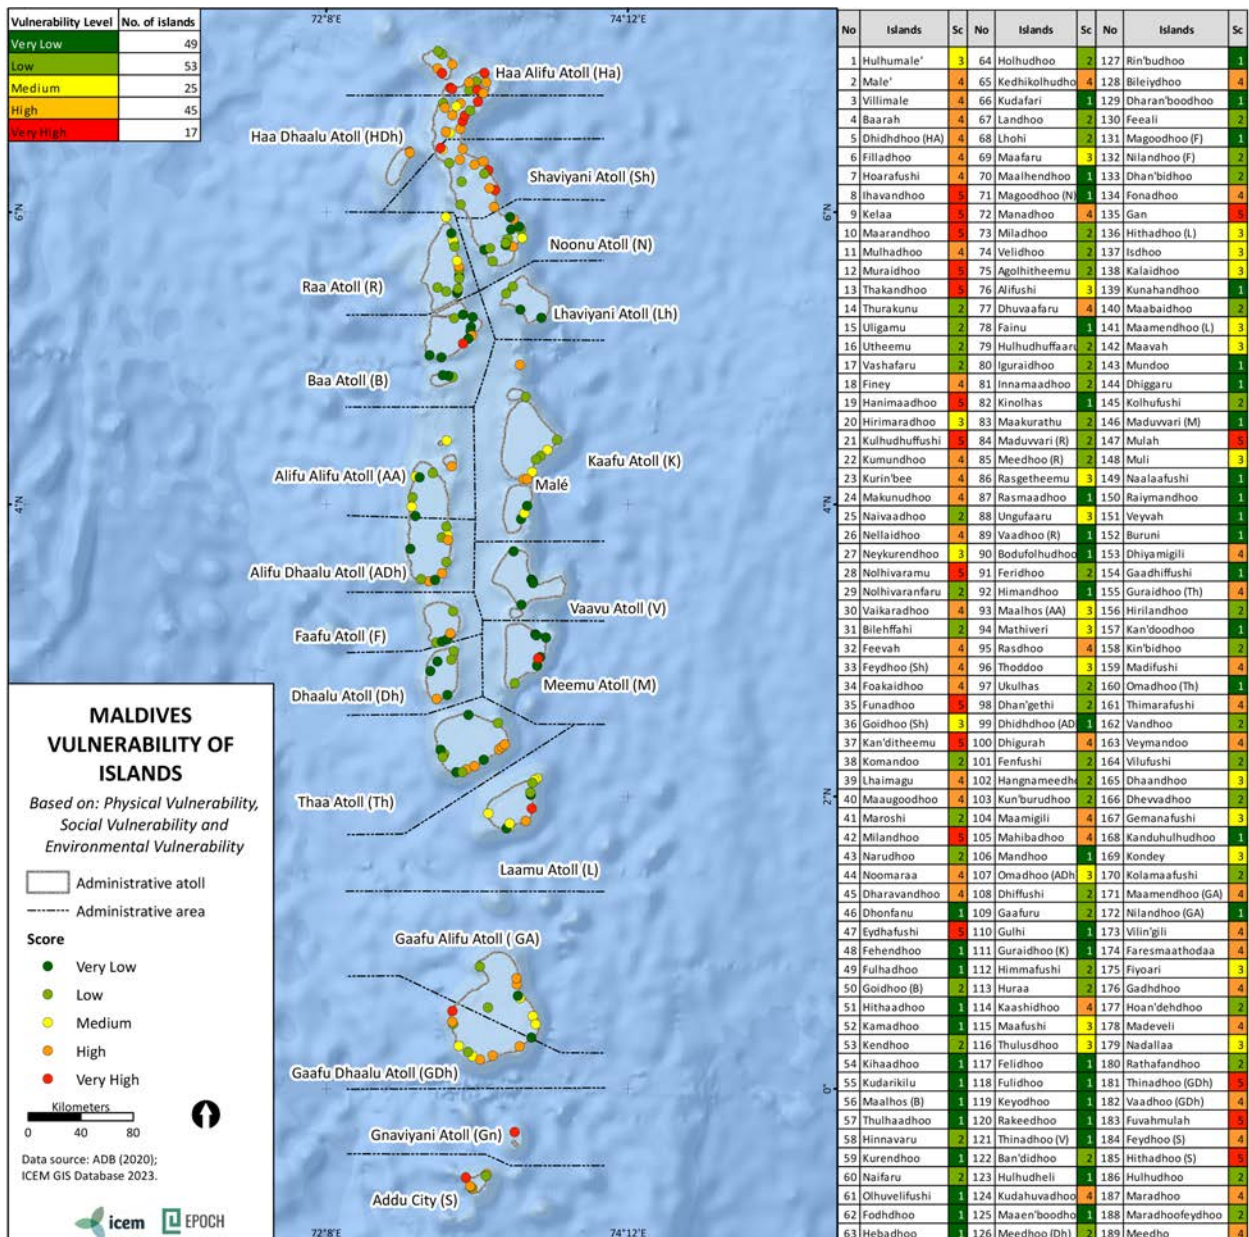 Vulnerability Level No. of islands
Very Low 49
Low 53
Medium 25
High 45
Very High 17
72°8'E 74°12'E
Haa Alifu Atoll (Ha)
Haa Dhaalu Atoll (HDh)
Shaviyani Atoll (Sh)
6°N 6°N
Noonu Atoll (N)
Raa Atoll (R)
Lhaviyani Atoll (Lh)
Baa Atoll (B)
Kaafu Atoll (K)
Alifu Alifu Atoll (AA)
Malé
4°N 4°N
Alifu Dhaalu Atoll (ADh)
Vaavu Atoll (V)
Faafu Atoll (F)
Meemu Atoll (M)
Dhaalu Atoll (Dh)
Thaa Atoll (Th)
2°N
Laamu Atoll (L)
Gaafu Alifu Atoll ( GA)
Gaafu Dhaalu Atoll (GDh)
0°
Gnaviyani Atoll (Gn)
Addu City (S)
72°8'E 74°12'E
MALDIVES
VULNERABILITY OF
ISLANDS
Based on: Physical Vulnerability,
Social Vulnerability and
Environmental Vulnerability
Administrative atoll
Administrative area
Score
Very Low
Low
Medium
High
Very High
Kilometers
0 40 80
Data source: ADB (2020);
ICEM GIS Database 2023.
icem EPOCH
No Islands Sc No Islands Sc No Islands Sc
1 Hulhumale' 3 64 Holhudhoo 2 127 Rin'budhoo 1
2 Male' 4 65 Kedhikolhudho 4 128 Bileiydhoo 4
3 Villimale 4 66 Kudafari 1 129 Dharan'boodhoo 1
4 Baarah 4 67 Landhoo 2 130 Feeali 2
5 Dhidhdhoo (HA) 4 68 Lhohi 2 131 Magoodhoo (F) 1
6 Filladhoo 4 69 Maafaru 3 132 Nilandhoo (F) 2
7 Hoarafushi 4 70 Maalhendhoo 1 133 Dhan'bidhoo 2
8 Ihavandhoo 5 71 Magoodhoo (N) 1 134 Fonadhoo 4
9 Kelaa 5 72 Manadhoo 4 135 Gan 5
10 Maarandhoo 5 73 Miladhoo 2 136 Hithadhoo (L) 3
11 Mulhadhoo 4 74 Velidhoo 2 137 Isdhoo 3
12 Muraidhoo 5 75 Agolhitheemu 2 138 Kalaidhoo 3
13 Thakandhoo 5 76 Alifushi 3 139 Kunahandhoo 1
14 Thurakunu 2 77 Dhuvaafaru 4 140 Maabaidhoo 2
15 Uligamu 2 78 Fainu 1 141 Maamendhoo (L) 3
16 Utheemu 2 79 Hulhudhuffaaru 2 142 Maavah 3
17 Vashafaru 2 80 Iguraidhoo 2 143 Mundoo 1
18 Finey 4 81 Innamaadhoo 2 144 Dhiggaru 1
19 Hanimaadhoo 5 82 Kinolhas 1 145 Kolhufushi 2
20 Hirimaradhoo 3 83 Maakurathu 2 146 Maduvvari (M) 1
21 Kulhudhuffushi 5 84 Maduvvari (R) 2 147 Mulah 5
22 Kumundhoo 4 85 Meedhoo (R) 2 148 Muli 3
23 Kurin'bee 4 86 Rasgetheemu 3 149 Naalaafushi 1
24 Makunudhoo 4 87 Rasmaadhoo 1 150 Raiymandhoo 1
25 Naivaadhoo 2 88 Ungufaaru 3 151 Veyvah 1
26 Nellaidhoo 4 89 Vaadhoo (R) 1 152 Buruni 1
27 Neykurendhoo 3 90 Bodufolhudhoo 1 153 Dhiyamigili 4
28 Nolhivaramu 5 91 Feridhoo 2 154 Gaadhiffushi 1
29 Nolhivaranfaru 2 92 Himandhoo 1 155 Guraidhoo (Th) 4
30 Vaikaradhoo 4 93 Maalhos (AA) 3 156 Hirilandhoo 2
31 Bilehffahi 2 94 Mathiveri 3 157 Kan'doodhoo 1
32 Feevah 4 95 Rasdhoo 4 158 Kin'bidhoo 2
33 Feydhoo (Sh) 4 96 Thoddoo 3 159 Madifushi 4
34 Foakaidhoo 4 97 Ukulhas 2 160 Omadhoo (Th) 1
35 Funadhoo 5 98 Dhan'gethi 2 161 Thimarafushi 4
36 Goidhoo (Sh) 3 99 Dhidhdhoo (AD 1 162 Vandhoo 2
37 Kan'ditheemu 5 100 Dhigurah 4 163 Veymandoo 4
38 Komandoo 2 101 Fenfushi 2 164 Vilufushi 2
39 Lhaimagu 4 102 Hangnameedho 2 165 Dhaandhoo 3
40 Maaugoodhoo 4 103 Kun'burudhoo 2 166 Dhevvadhoo 2
41 Maroshi 2 104 Maamigili 4 167 Gemanafushi 3
42 Milandhoo 5 105 Mahibadhoo 4 168 Kanduhulhudhoo 1
43 Narudhoo 2 106 Mandhoo 1 169 Kondey 3
44 Noomaraa 4 107 Omadhoo (ADh 3 170 Kolamaafushi 2
45 Dharavandhoo 4 108 Dhiffushi 2 171 Maamendhoo (GA) 4
46 Dhonfanu 1 109 Gaafuru 2 172 Nilandhoo (GA) 1
47 Eydhafushi 5 110 Gulhi 1 173 Vilin'gili 4
48 Fehendhoo 1 111 Guraidhoo (K) 1 174 Faresmaathodaa 4
49 Fulhadhoo 1 112 Himmafushi 2 175 Fiyoari 3
50 Goidhoo (B) 2 113 Huraa 2 176 Gadhdhoo 4
51 Hithaadhoo 1 114 Kaashidhoo 4 177 Hoan'dehdhoo 2
52 Kamadhoo 1 115 Maafushi 3 178 Madeveli 4
53 Kendhoo 2 116 Thulusdhoo 3 179 Nadallaa 3
54 Kihaadhoo 1 117 Felidhoo 1 180 Rathafandhoo 2
55 Kudarikilu 1 118 Fulidhoo 1 181 Thinadhoo (GDh) 5
56 Maalhos (B) 1 119 Keyodhoo 1 182 Vaadhoo (GDh) 4
57 Thulhaadhoo 1 120 Rakeedhoo 1 183 Fuvahmulah 5
58 Hinnavaru 2 121 Thinadhoo (V) 1 184 Feydhoo (S) 4
59 Kurendhoo 1 122 Ban'didhoo 2 185 Hithadhoo (S) 5
60 Naifaru 2 123 Hulhudheli 1 186 Hulhudhoo 2
61 Olhuvelifushi 1 124 Kudahuvadhoo 4 187 Maradhoo 4
62 Fodhdhoo 1 125 Maaen'boodho 1 188 Maradhoofeydhoo 2
63 Hebadhoo 1 126 Meedhoo (Dh) 2 189 Meedho 4